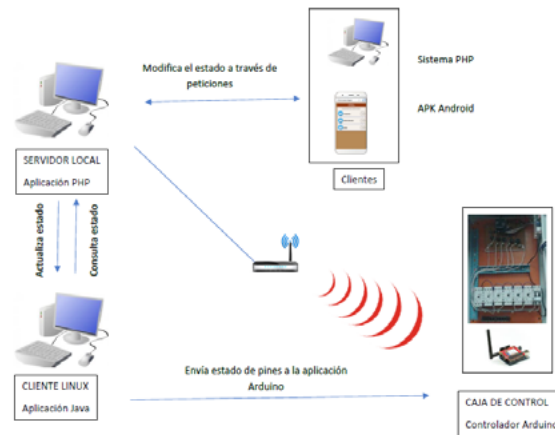 Modifica el estado a través de
peticiones
Sistema PHP
APK Android
SERVIDOR LOCAL
Aplicación PHP
Clientes
Actualiza estado
Consulta estado
CLIENTE LINUX
Aplicación Java
Envía estado de pines a la aplicación
Arduino
CAJA DE CONTROL
Controlador Arduino